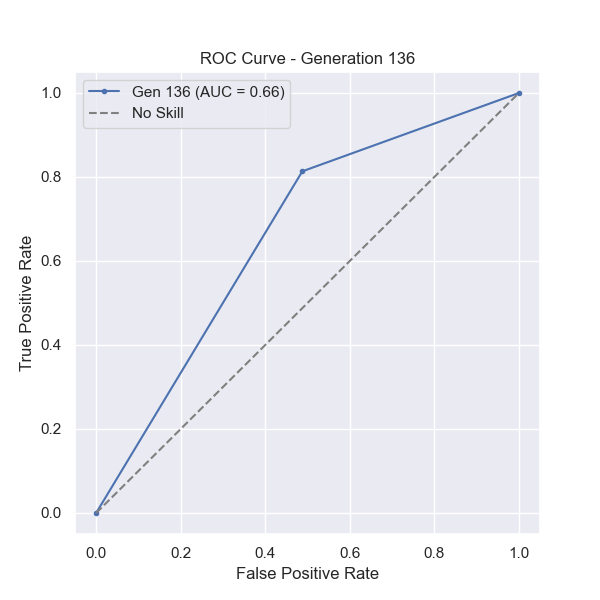 ROC Curve - Generation 136
Gen 136 (AUC = 0.66)
No Skill
1.0
0.8
0.6
0.4
0.2
0.0
True Positive Rate
0.0 0.2 0.4 0.6 0.8 1.0
False Positive Rate